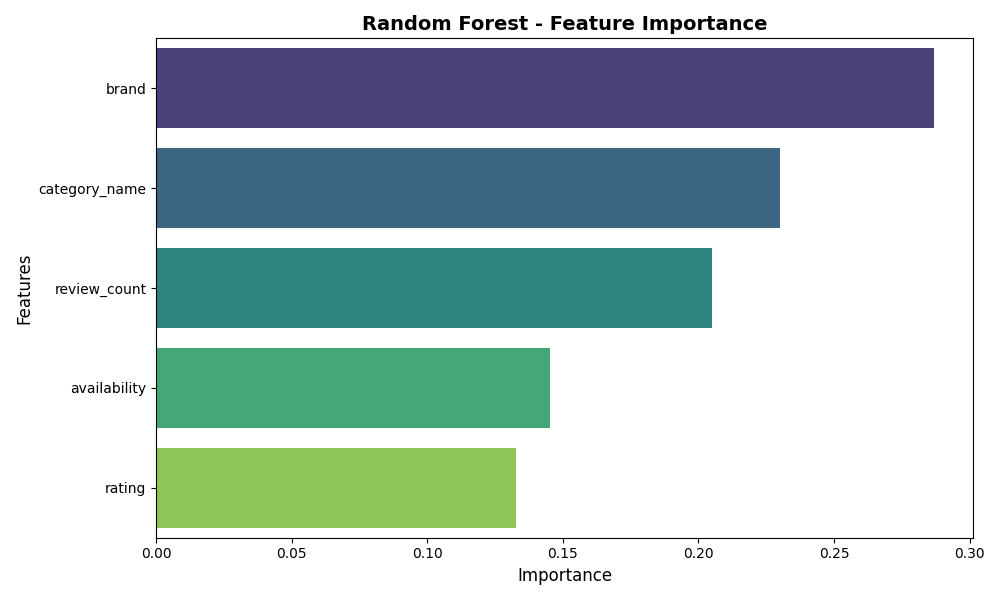 Random Forest - Feature Importance
brand
category_name
review_count
availability
rating
Features
0.00 0.05 0.10 0.15 0.20 0.25 0.30
Importance